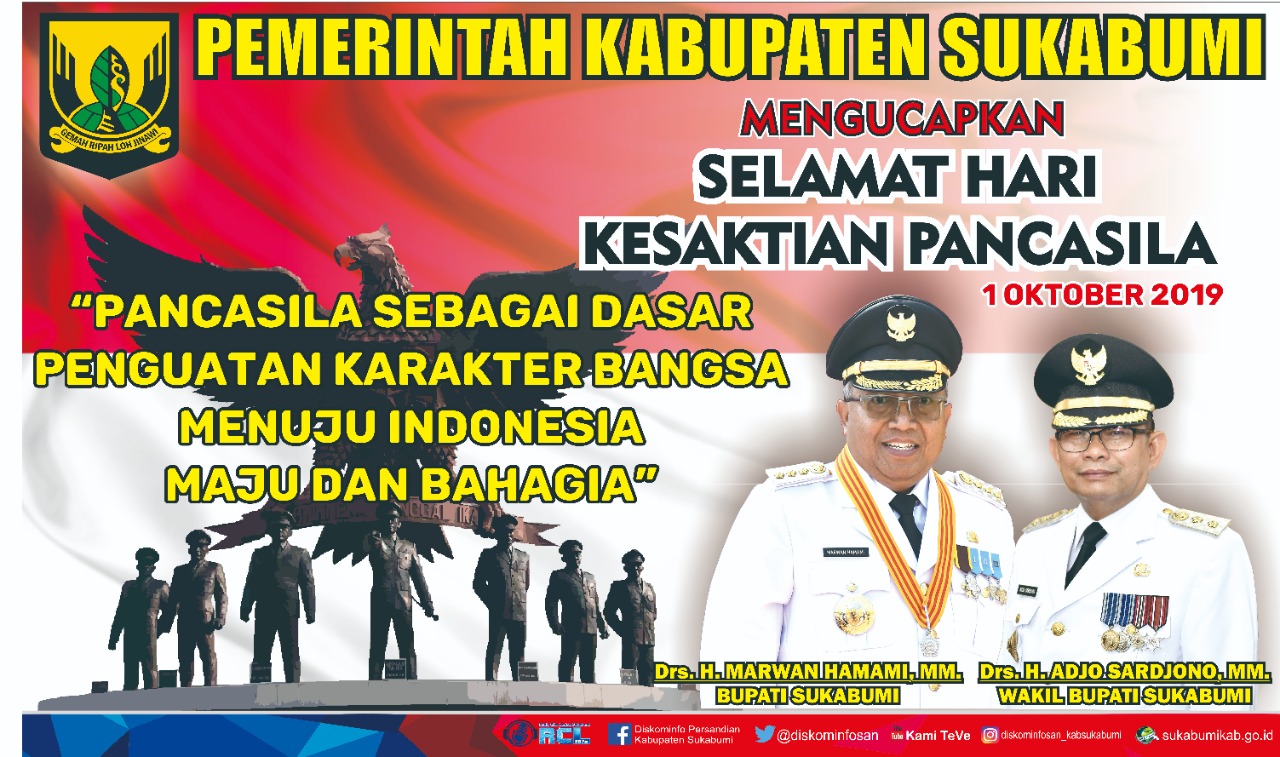 PEMERINTAH KABUPATEN SUKABUMI
GEMAH RIPAH LOH JINAWI
MENGUCAPKAN
SELAMAT HARI
KESAKTIAN PANCASILA
1 OKTOBER 2019
“PANCASILA SEBAGAI DASAR
PENGUATAN KARAKTER BANGSA
MENUJU INDONESIA
MAJU DAN BAHAGIA”
MARWAN HAMAMI
Drs. H. MARWAN HAMAMI, MM.
BUPATI SUKABUMI
Drs. H. ADJO SARDJONO, MM.
WAKIL BUPATI SUKABUMI
Diskominfo Persandian
Kabupaten Sukabumi
@diskominfosan
Kami TeVe
diskominfosan_kabsukabumi
sukabumikab.go.id